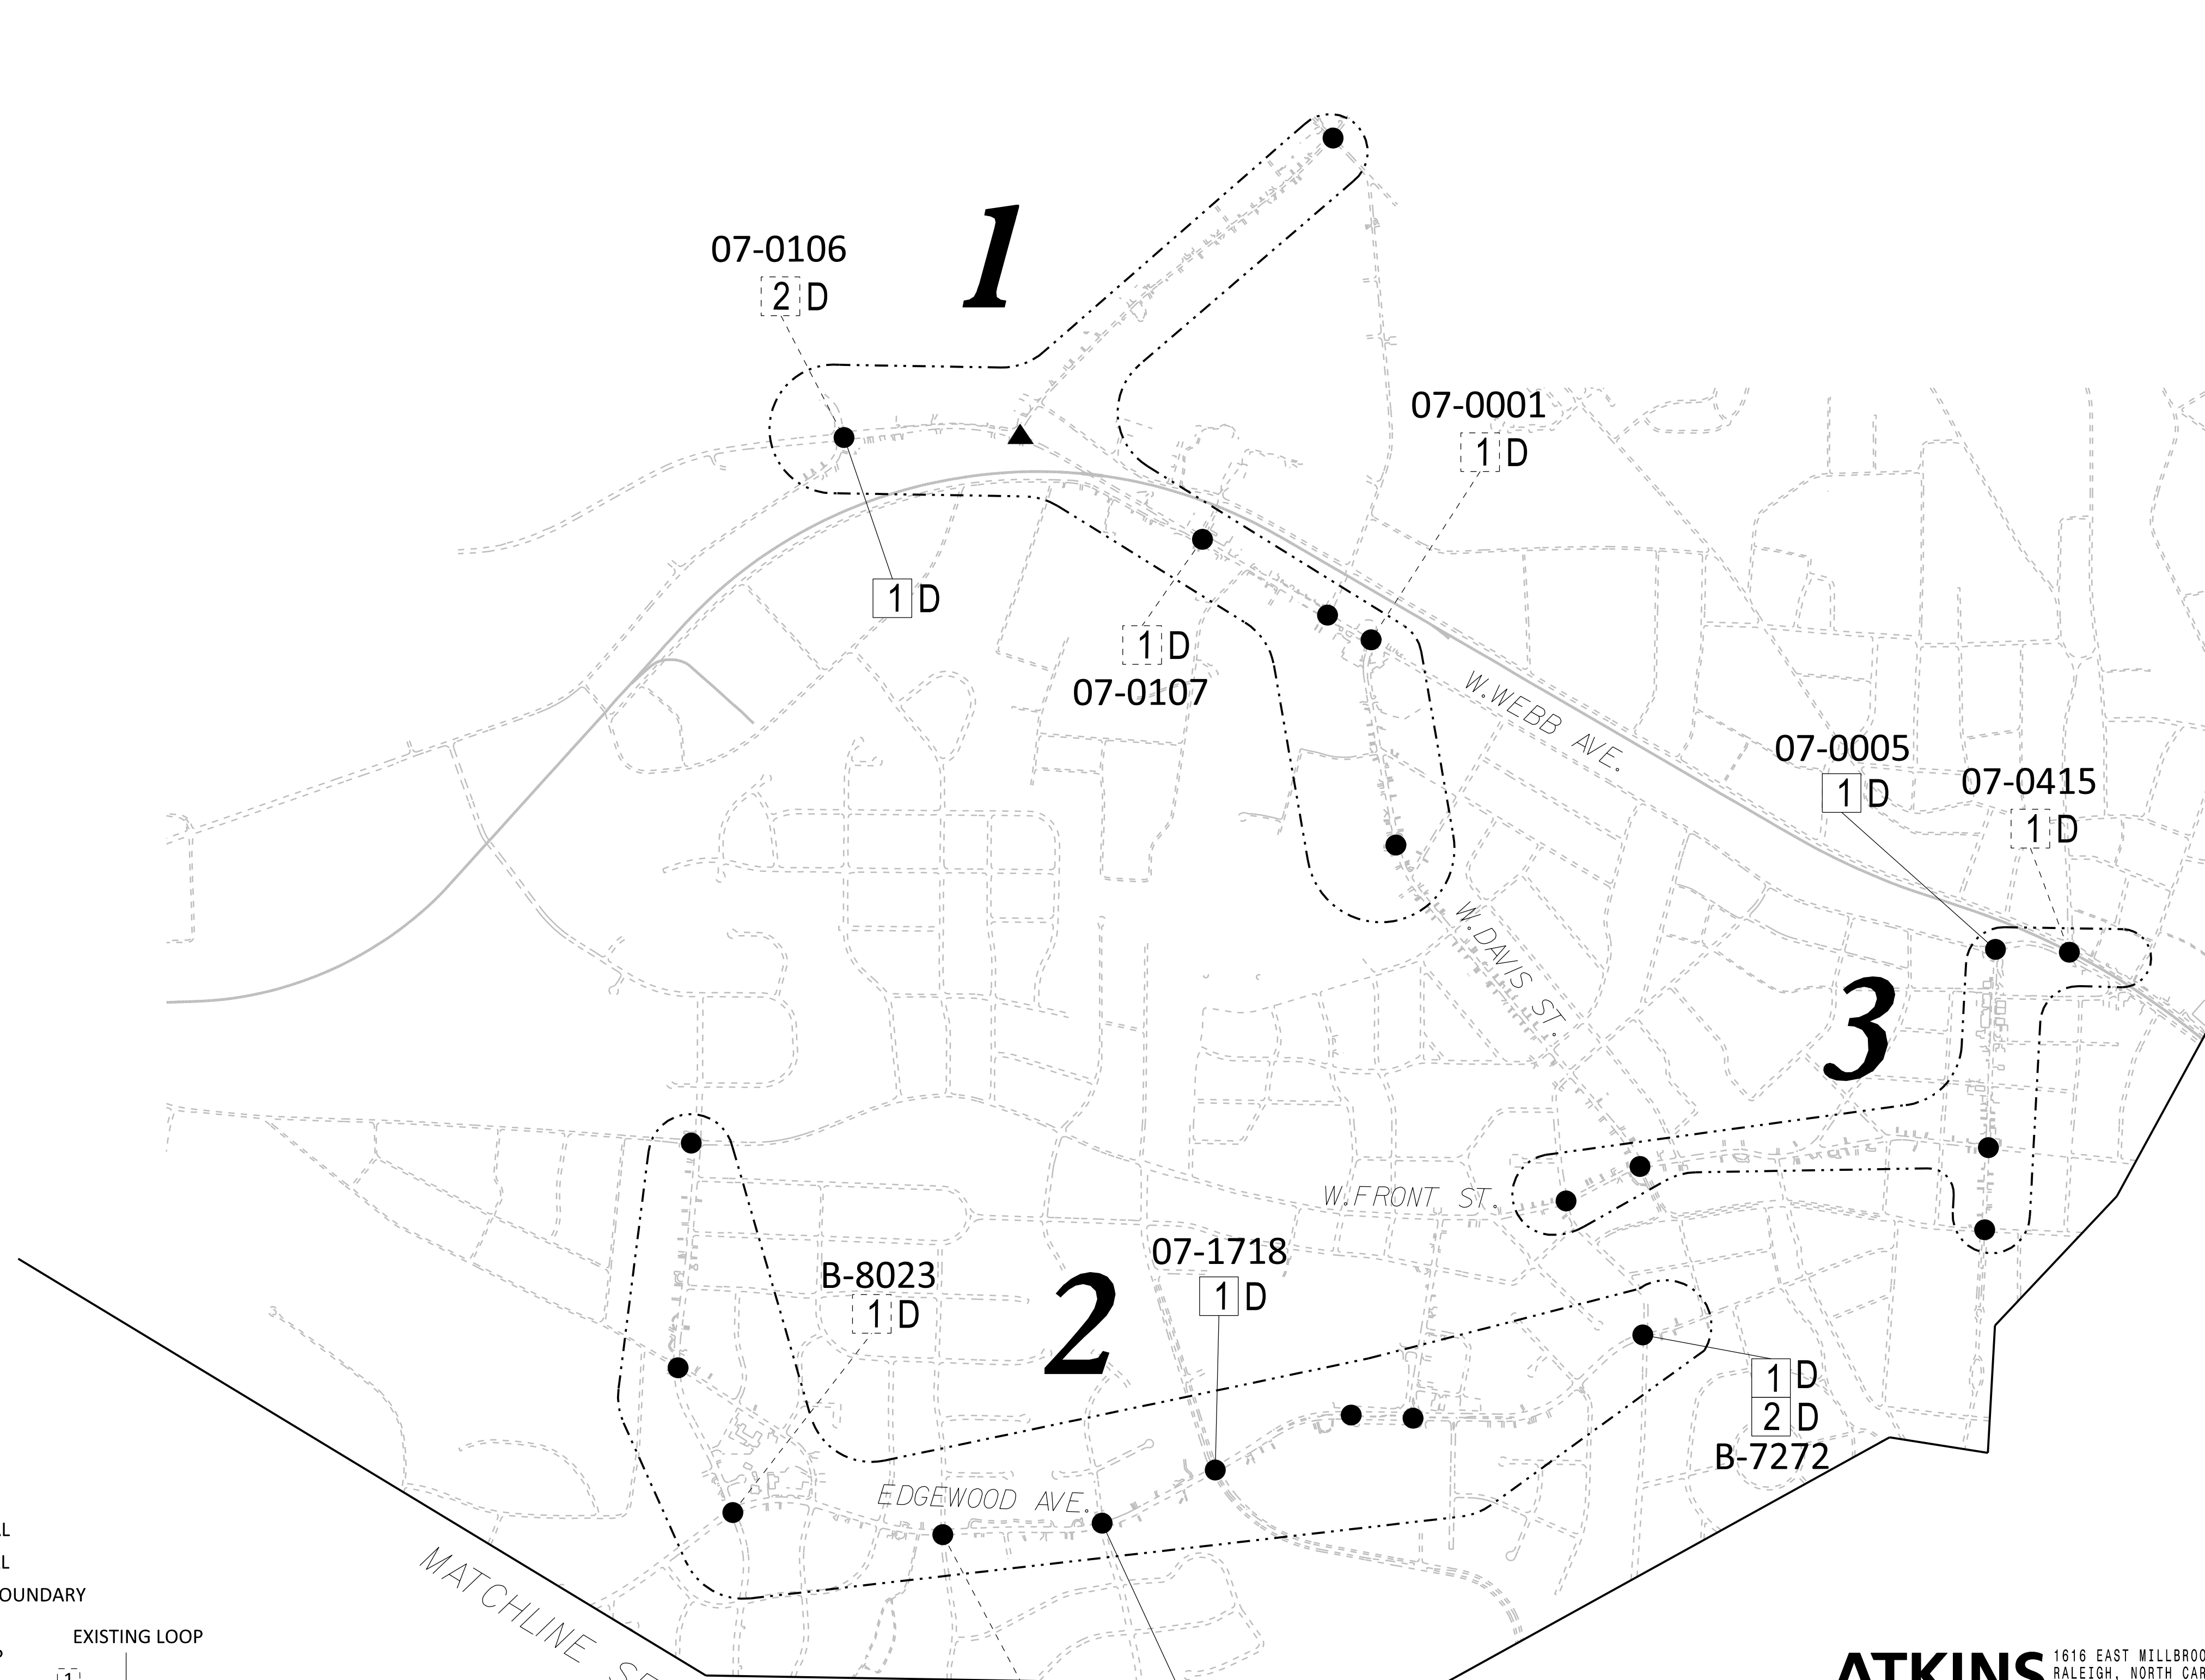 1
07-0106
2 D
07-0001
1 D
1 D
1 D
07-0107
W.WEBB AVE.
07-0005
1 D
07-0415
1 D
W.DAVIS ST.
3
W.FRONT ST.
07-1718
1 D
B-8023
1 D
2
1 D
2 D
B-7272
EDGEWOOD AVE.
MATCHLINE
EXISTING LOOP
1
ATKINS
1616 EAST
RALEIGH, NORTH